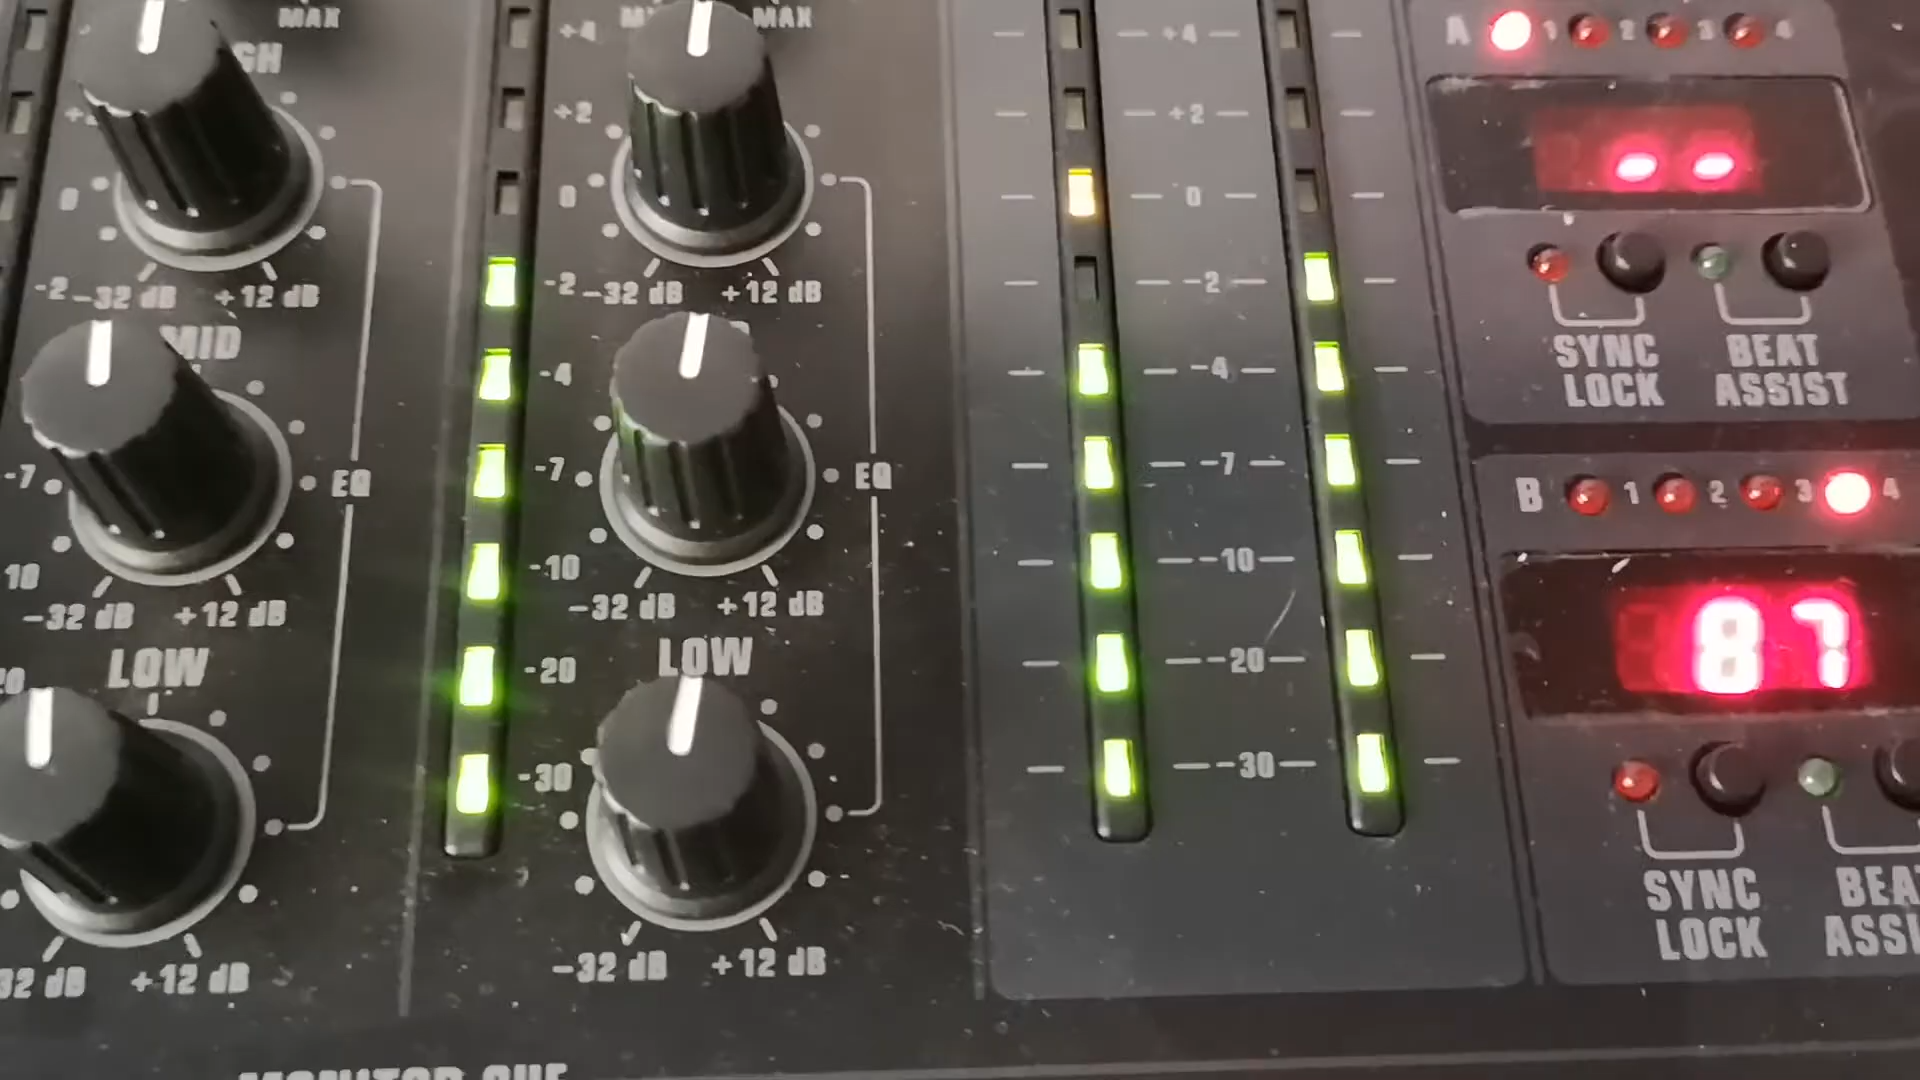 MAX
MAX
+4
+4
A 1 2 3 4
+2
+2
0
0
0
-2
-32 dB +12 dB
-2
-32 dB +12 dB
-2
SYNC LOCK
BEAT ASSIST
MID
-4
-4
-7
EQ
-7
EQ
-7
B 1 2 3 4
10
-10
-10
-32 dB +12 dB
-32 dB +12 dB
87
LOW
LOW
-20
-20
-30
-30
32 dB +12 dB
-32 dB +12 dB
SYNC LOCK